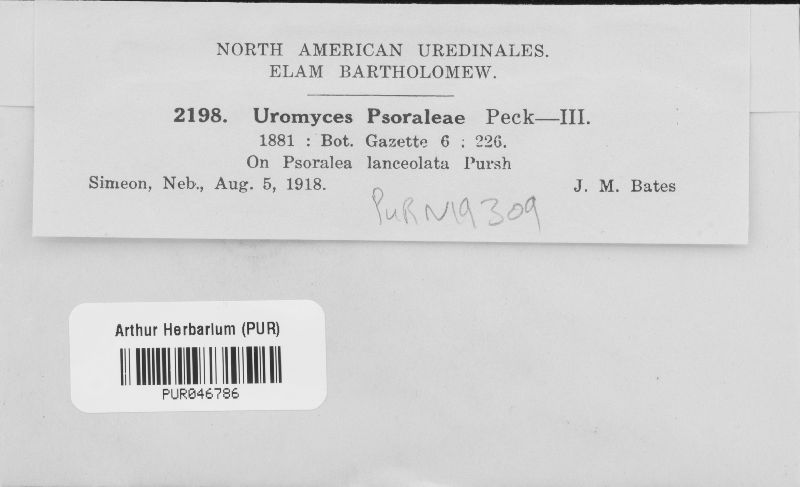 NORTH AMERICAN UREDINALES.
ELAM BARTHOLOMEW.
2198. Uromyces Psoraleae Peck—III.
1881 : Bot. Gazette 6 : 226.
On Psoralea lanceolata Pursh
Simeon, Neb., Aug. 5, 1918. J. M. Bates
PUR N19309
Arthur Herbarium (PUR)
PUR046786